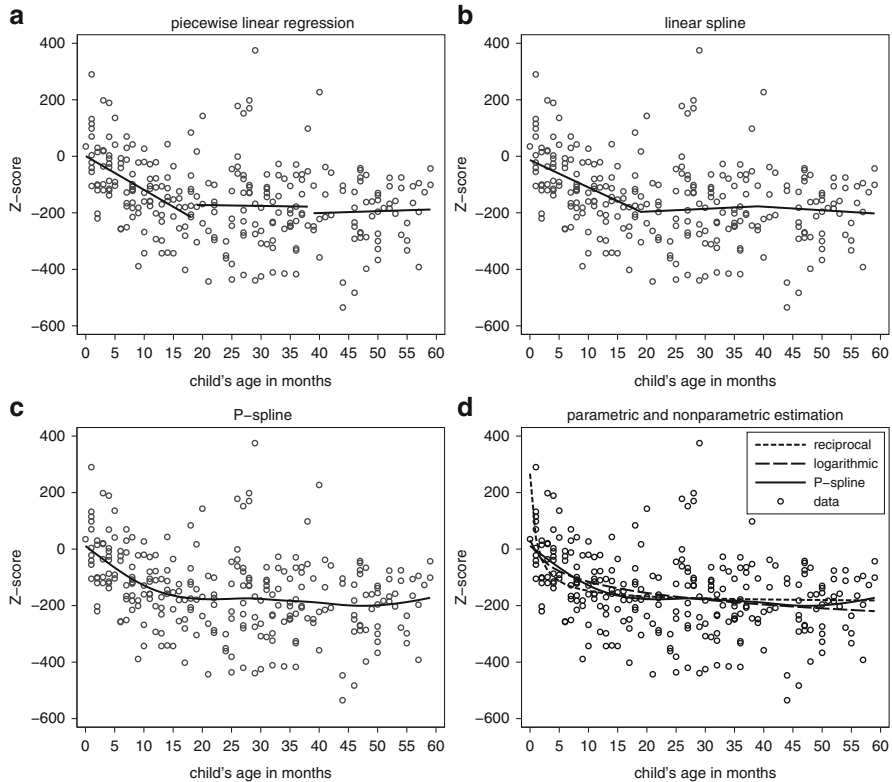 a
piecewise linear regression
400
200
0
−200
−400
−600
Z−score
0 5 10 15 20 25 30 35 40 45 50 55 60
child's age in months
b
linear spline
400
200
0
−200
−400
−600
Z−score
0 5 10 15 20 25 30 35 40 45 50 55 60
child's age in months
c
P−spline
400
200
0
−200
−400
−600
Z−score
0 5 10 15 20 25 30 35 40 45 50 55 60
child's age in months
d
parametric and nonparametric estimation
reciprocal
logarithmic
P−spline
data
400
200
0
−200
−400
−600
Z−score
0 5 10 15 20 25 30 35 40 45 50 55 60
child's age in months